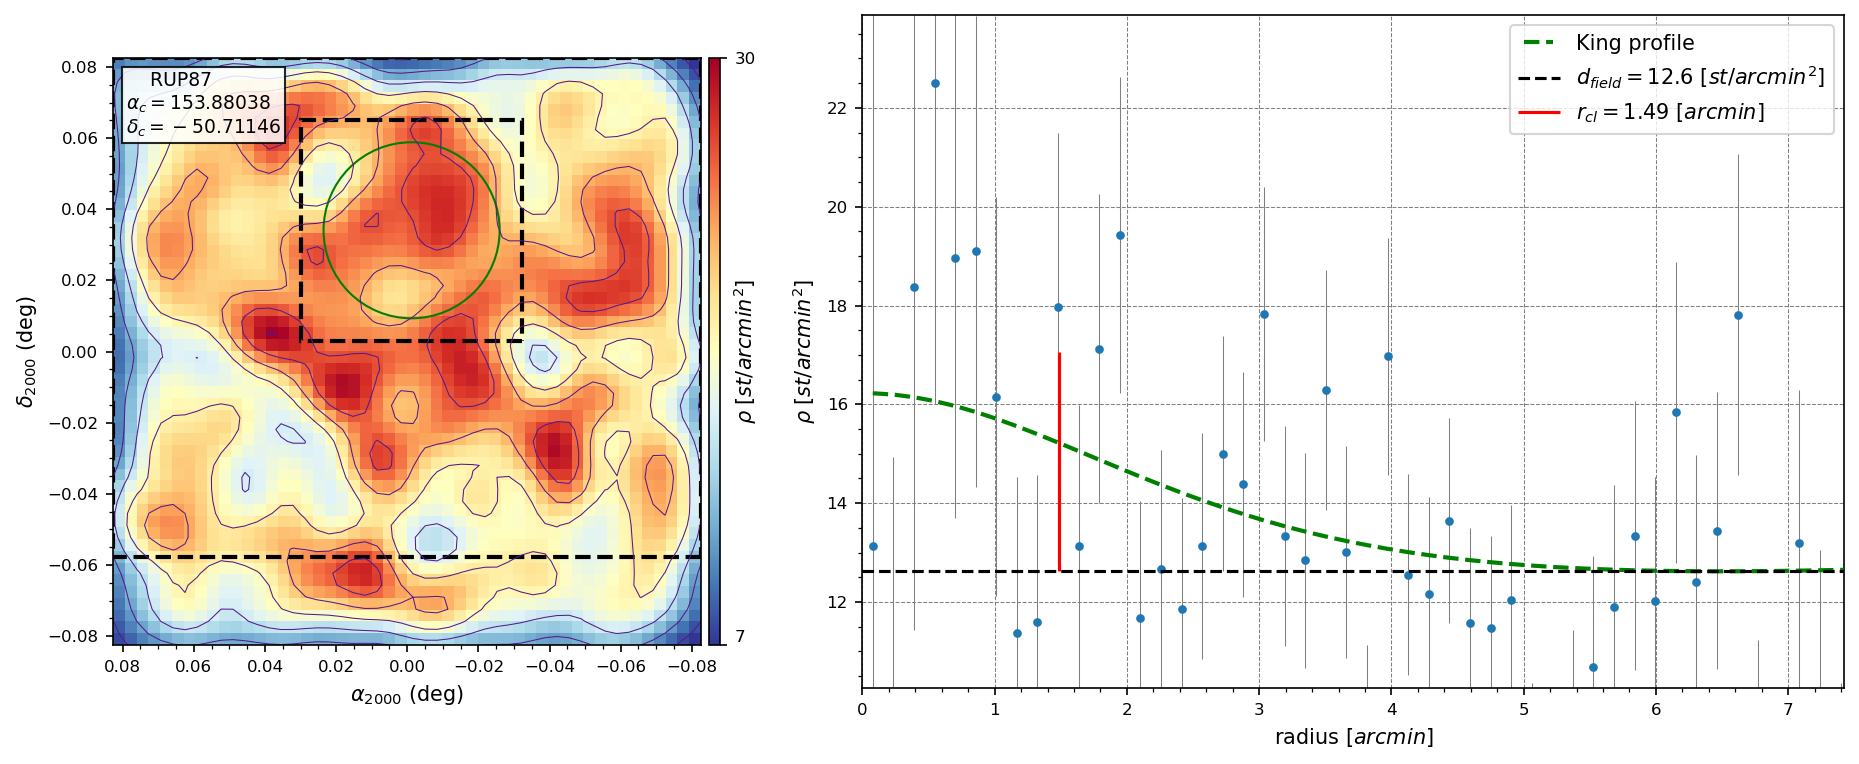 RUP87
α_c = 153.88038
δ_c = −50.71146
0.08
0.06
0.04
0.02
0.00
−0.02
−0.04
−0.06
−0.08
δ_2000 (deg)
0.08 0.06 0.04 0.02 0.00 −0.02 −0.04 −0.06 −0.08
α_2000 (deg)
30
7
ρ [st/arcmin²]
King profile
d_field = 12.6 [st/arcmin²]
r_cl = 1.49 [arcmin]
22
20
18
16
14
12
ρ [st/arcmin²]
0 1 2 3 4 5 6 7
radius [arcmin]